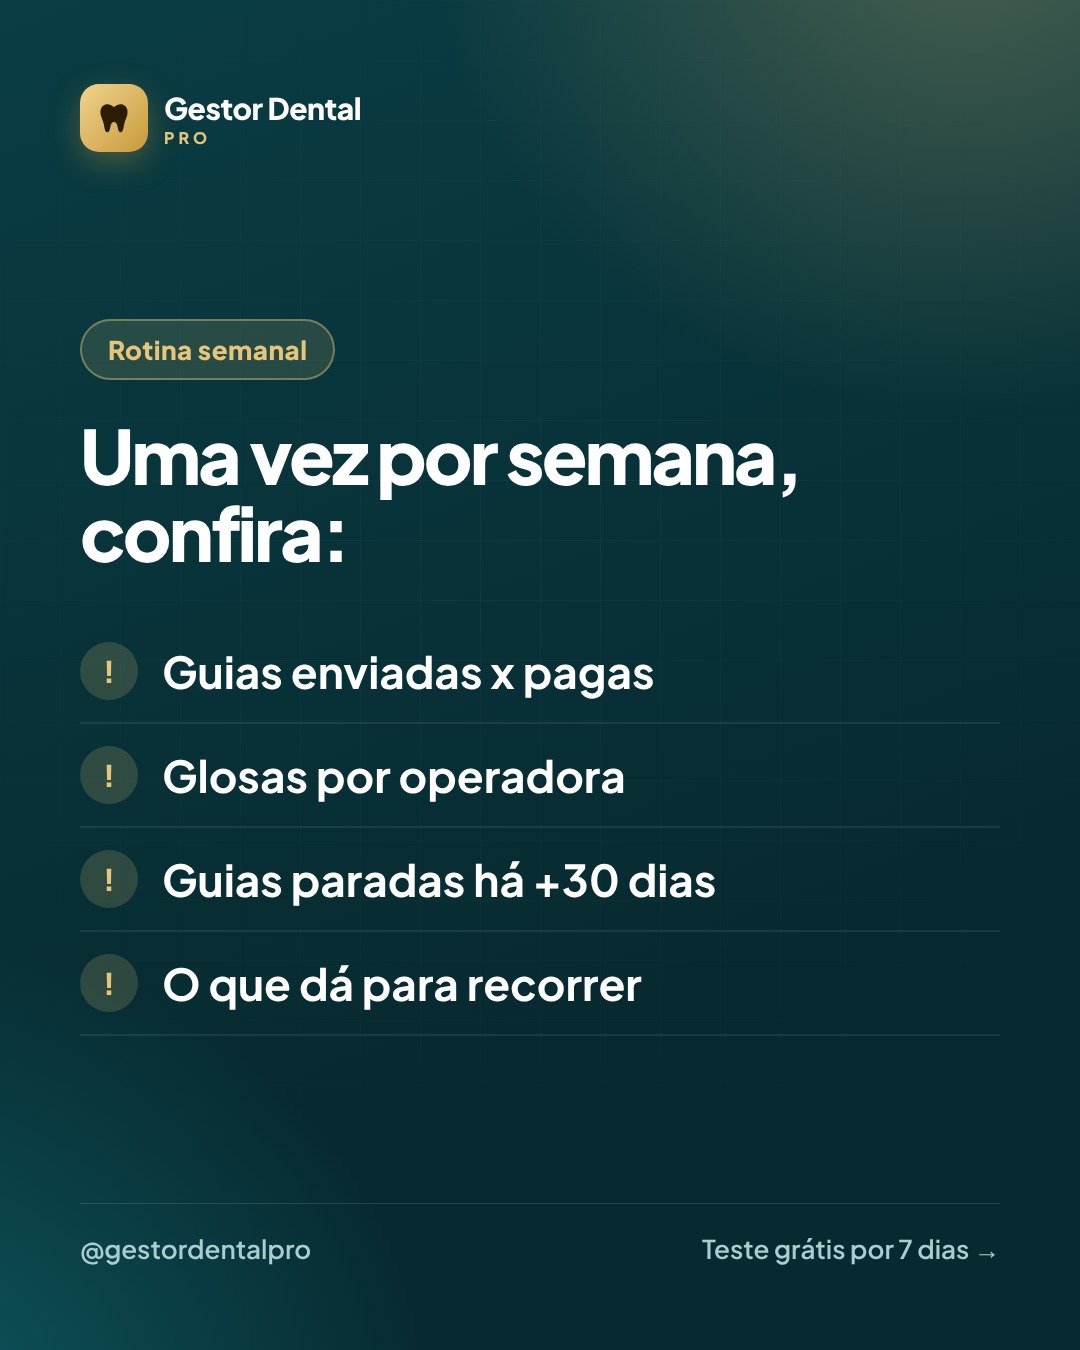 Gestor Dental
PRO
Rotina semanal
Uma vez por semana,
confira:
! Guias enviadas x pagas
! Glosas por operadora
! Guias paradas há +30 dias
! O que dá para recorrer
@gestordentalpro
Teste grátis por 7 dias →